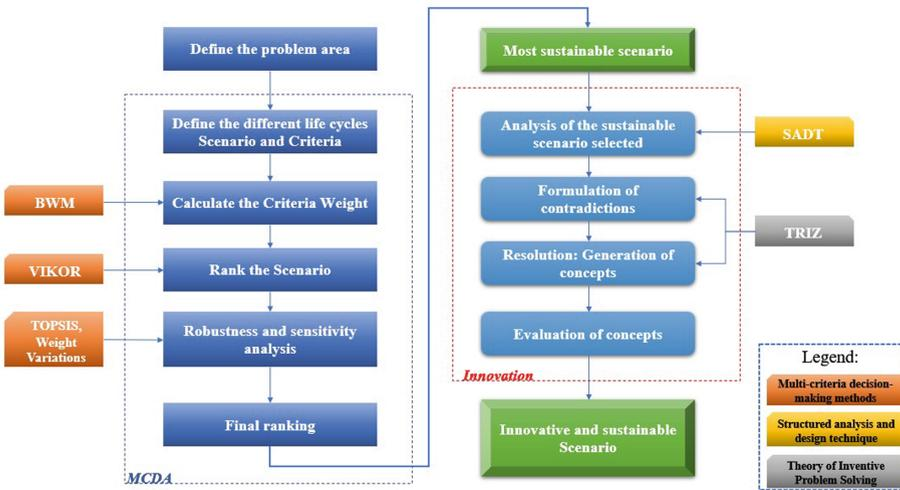 Define the problem area
Define the different life cycles
Scenario and Criteria
BWM
Calculate the Criteria Weight
VIKOR
Rank the Scenario
TOPSIS,
Weight
Variations
Robustness and sensitivity
analysis
Final ranking
MCDA
Most sustainable scenario
Analysis of the sustainable
scenario selected
SADT
Formulation of
contradictions
TRIZ
Resolution: Generation of
concepts
Evaluation of concepts
Innovation
Innovative and sustainable
Scenario
Legend:
Multi-criteria decision-
making methods
Structured analysis and
design technique
Theory of Inventive
Problem Solving